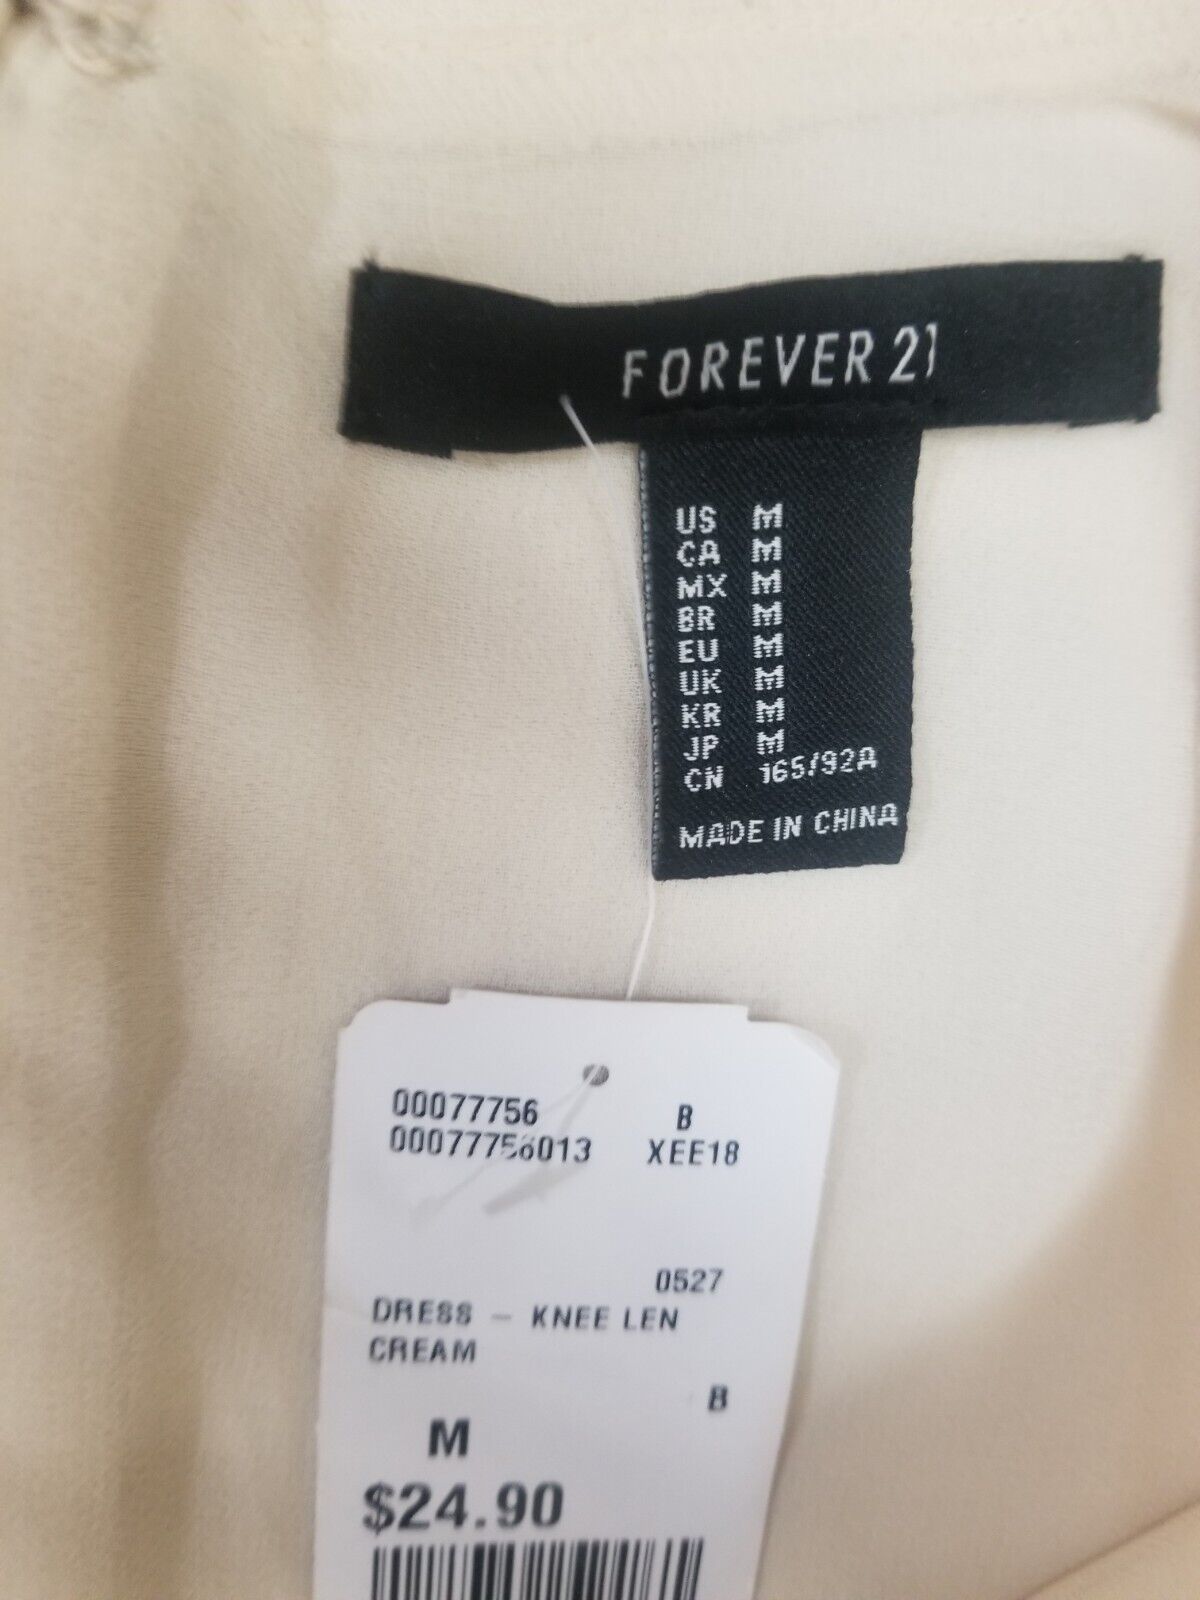 FOREVER 21
US M
CA M
MX M
BR M
EU M
UK M
KR M
JP M
CN 165/92A
MADE IN CHINA
00077756 B
00077756013 XEE18
0527
DRESS - KNEE LEN
CREAM
B
M
$24.90